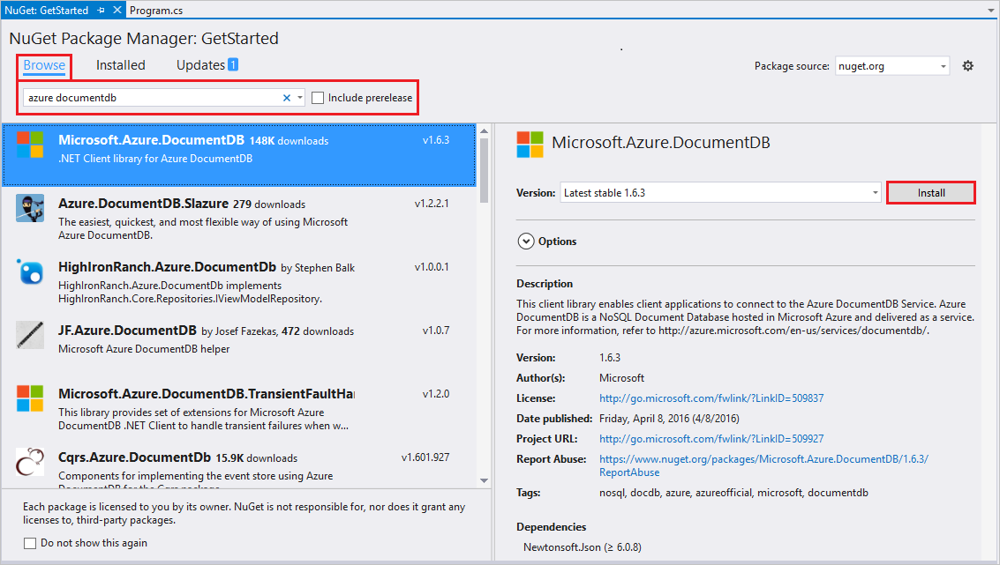 NuGet: GetStarted
Program.cs
NuGet Package Manager: GetStarted
Browse Installed Updates 1
Package source: nuget.org
azure documentdb
Include prerelease
Microsoft.Azure.DocumentDB 148K downloads v1.6.3
.NET Client library for Azure DocumentDB
Azure.DocumentDB.Slazure 279 downloads v1.2.2.1
The easiest, quickest, and most flexible way of using Microsoft
Azure DocumentDB.
HighIronRanch.Azure.DocumentDb by Stephen Balk v1.0.0.1
HighIronRanch.Azure.DocumentDb implements
HighIronRanch.Core.Repositories.IViewModelRepository.
JF.Azure.DocumentDB by Josef Fazekas, 472 downloads v1.0.7
Microsoft Azure DocumentDB helper
Microsoft.Azure.DocumentDB.TransientFaultHa v1.2.0
This library provides set of extensions for Microsoft Azure
DocumentDB .NET Client to handle transient failures when w...
Cqrs.Azure.DocumentDb 15.9K downloads v1.601.927
Components for implementing the event store using Azure
DocumentDB for the Cqrs package
Each package is licensed to you by its owner. NuGet is not responsible for, nor does it grant any
licenses to, third-party packages.
Do not show this again
Microsoft.Azure.DocumentDB
Version: Latest stable 1.6.3 Install
Options
Description
This client library enables client applications to connect to the Azure DocumentDB Service. Azure
DocumentDB is a NoSQL Document Database hosted in Microsoft Azure and delivered as a service.
For more information, refer to http://azure.microsoft.com/en-us/services/documentdb/.
Version: 1.6.3
Author(s): Microsoft
License: http://go.microsoft.com/fwlink/?LinkID=509837
Date published: Friday, April 8, 2016 (4/8/2016)
Project URL: http://go.microsoft.com/fwlink/?LinkID=509927
Report Abuse: https://www.nuget.org/packages/Microsoft.Azure.DocumentDB/1.6.3/
ReportAbuse
Tags: nosql, docdb, azure, azureofficial, microsoft, documentdb
Dependencies
Newtonsoft.Json (≥ 6.0.8)